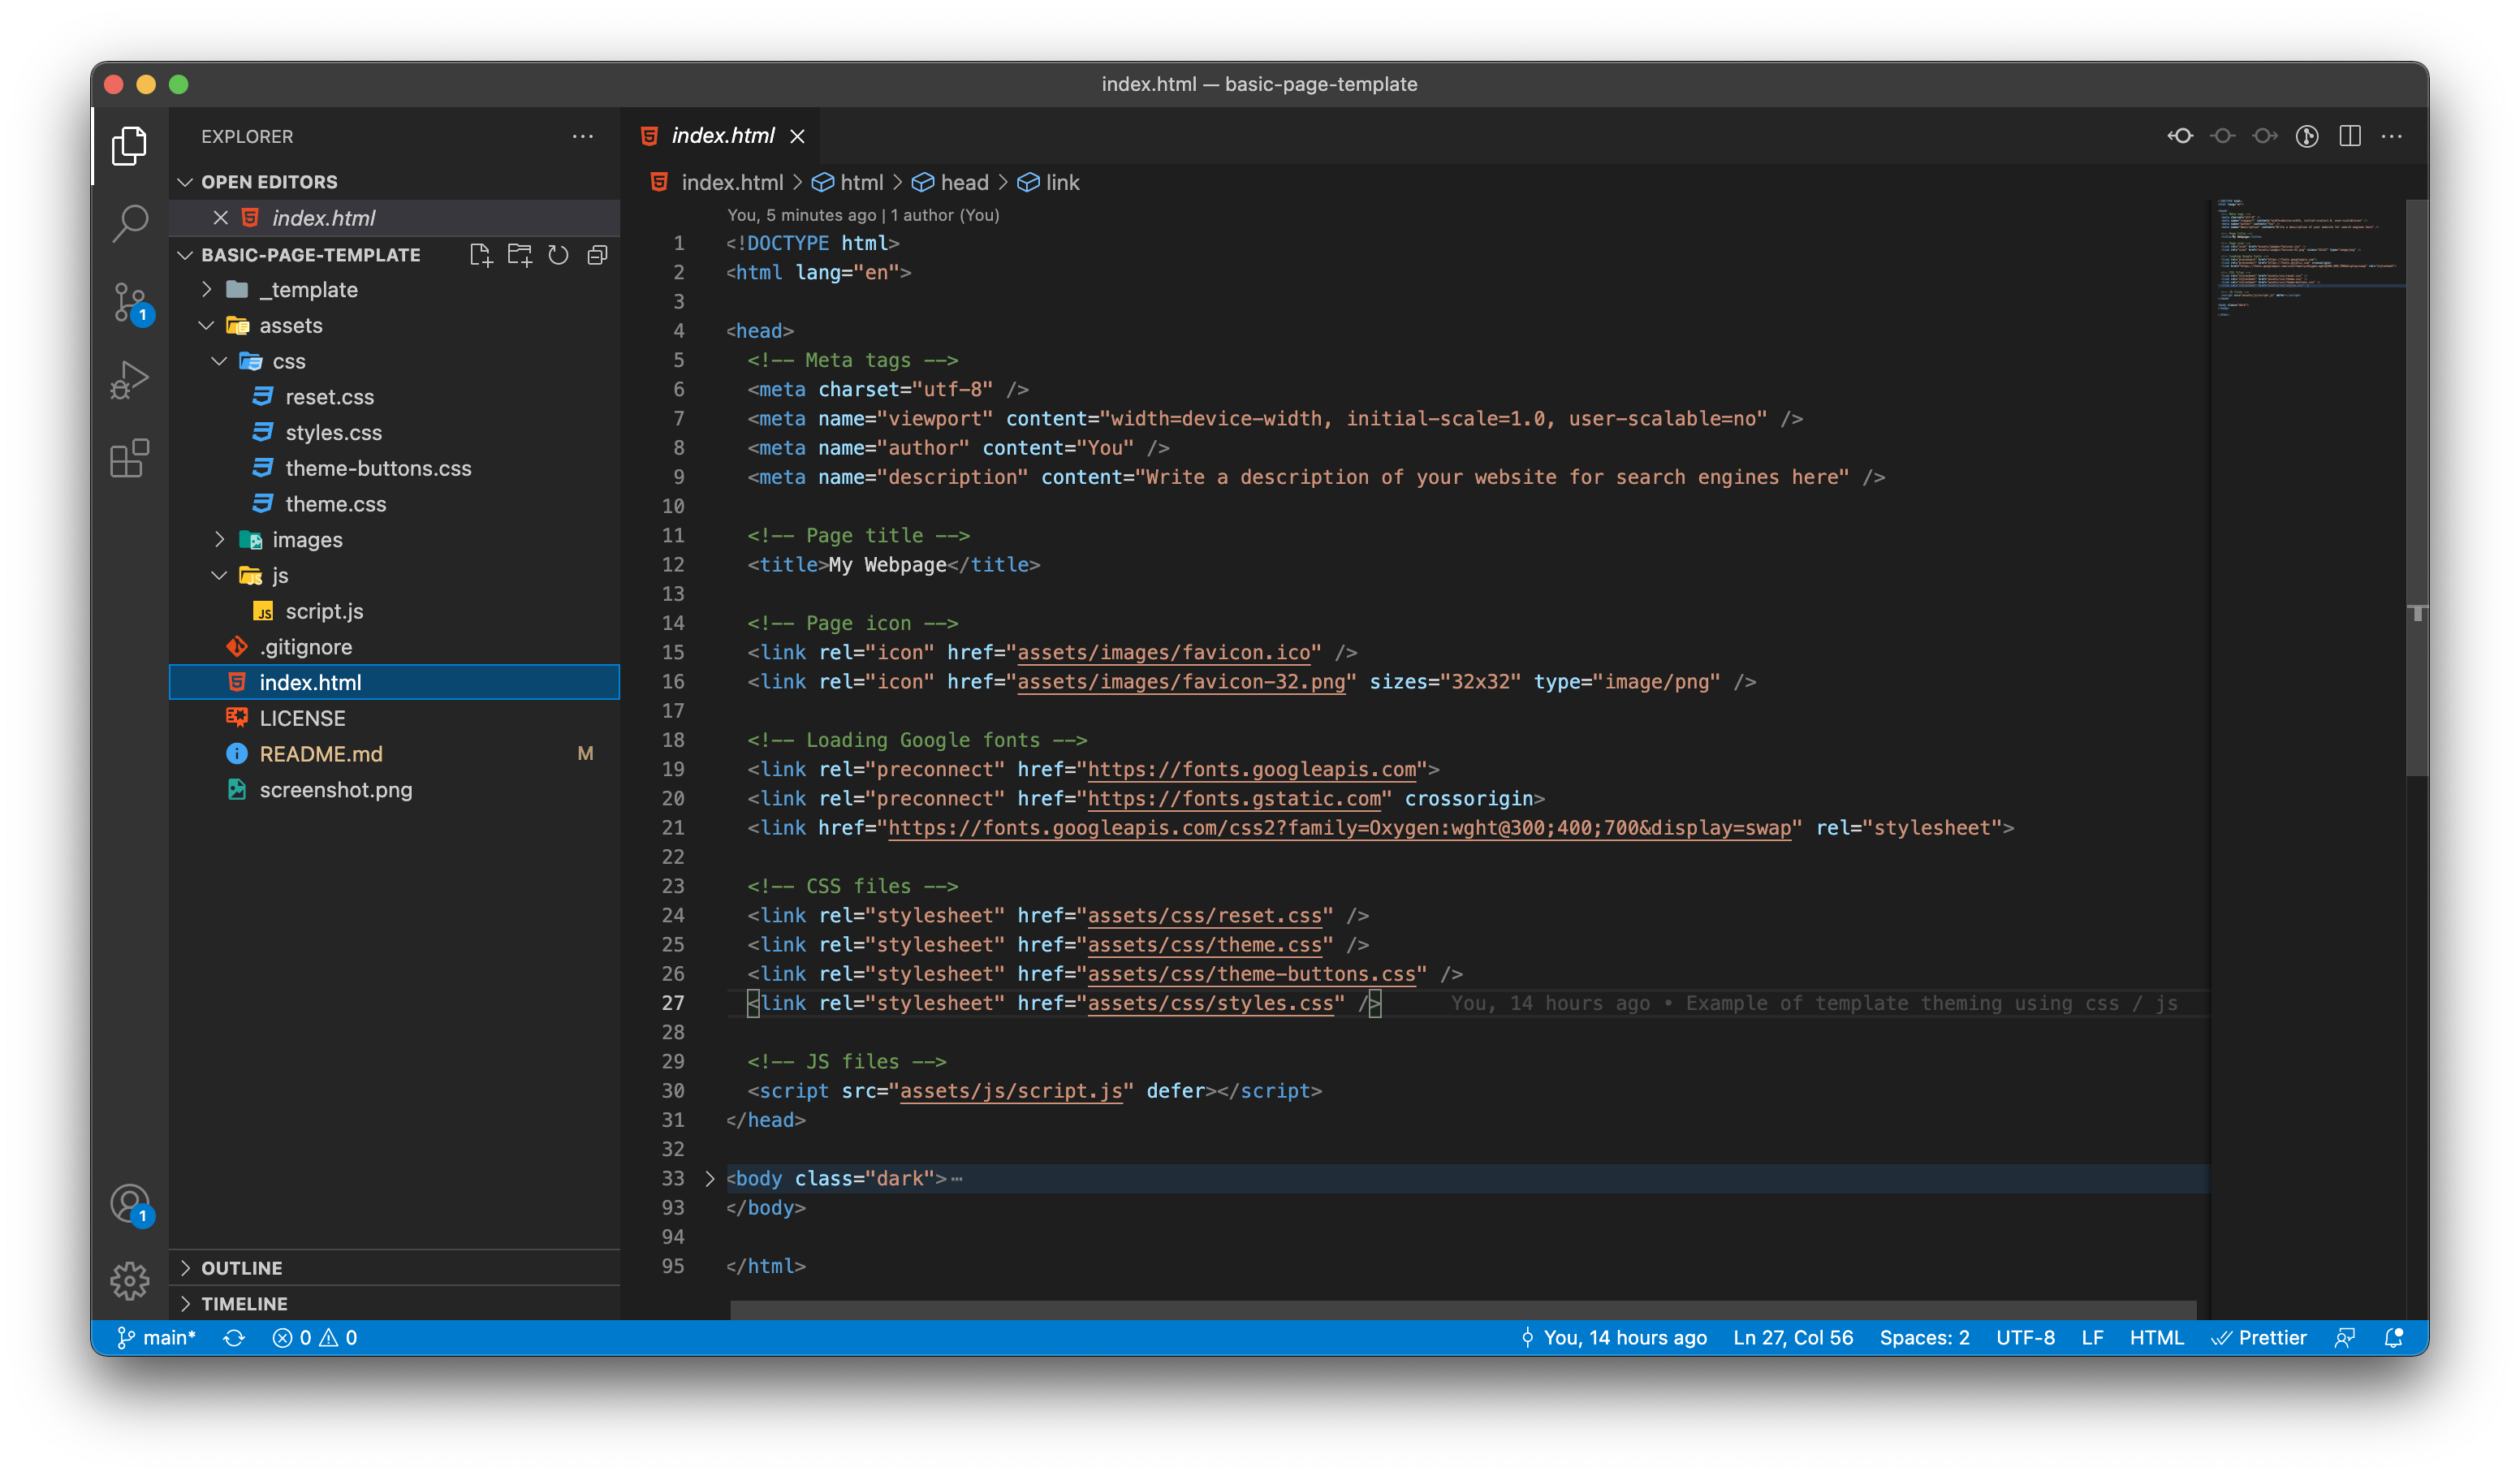 index.html — basic-page-template
EXPLORER
OPEN EDITORS
index.html
BASIC-PAGE-TEMPLATE
_template
assets
css
reset.css
styles.css
theme-buttons.css
theme.css
images
js
script.js
.gitignore
index.html
LICENSE
README.md M
screenshot.png
OUTLINE
TIMELINE
1
1
index.html
index.html > html > head > link
You, 5 minutes ago | 1 author (You)
1 <!DOCTYPE html>
2 <html lang="en">
3
4 <head>
5 <!-- Meta tags -->
6 <meta charset="utf-8" />
7 <meta name="viewport" content="width=device-width, initial-scale=1.0, user-scalable=no" />
8 <meta name="author" content="You" />
9 <meta name="description" content="Write a description of your website for search engines here" />
10
11 <!-- Page title -->
12 <title>My Webpage</title>
13
14 <!-- Page icon -->
15 <link rel="icon" href="assets/images/favicon.ico" />
16 <link rel="icon" href="assets/images/favicon-32.png" sizes="32x32" type="image/png" />
17
18 <!-- Loading Google fonts -->
19 <link rel="preconnect" href="https://fonts.googleapis.com">
20 <link rel="preconnect" href="https://fonts.gstatic.com" crossorigin>
21 <link href="https://fonts.googleapis.com/css2?family=Oxygen:wght@300;400;700&display=swap" rel="stylesheet">
22
23 <!-- CSS files -->
24 <link rel="stylesheet" href="assets/css/reset.css" />
25 <link rel="stylesheet" href="assets/css/theme.css" />
26 <link rel="stylesheet" href="assets/css/theme-buttons.css" />
27 <link rel="stylesheet" href="assets/css/styles.css" /> You, 14 hours ago • Example of template theming using css / js
28
29 <!-- JS files -->
30 <script src="assets/js/script.js" defer></script>
31 </head>
32
33 <body class="dark">⋯
93 </body>
94
95 </html>
main* 0 0 You, 14 hours ago Ln 27, Col 56 Spaces: 2 UTF-8 LF HTML Prettier